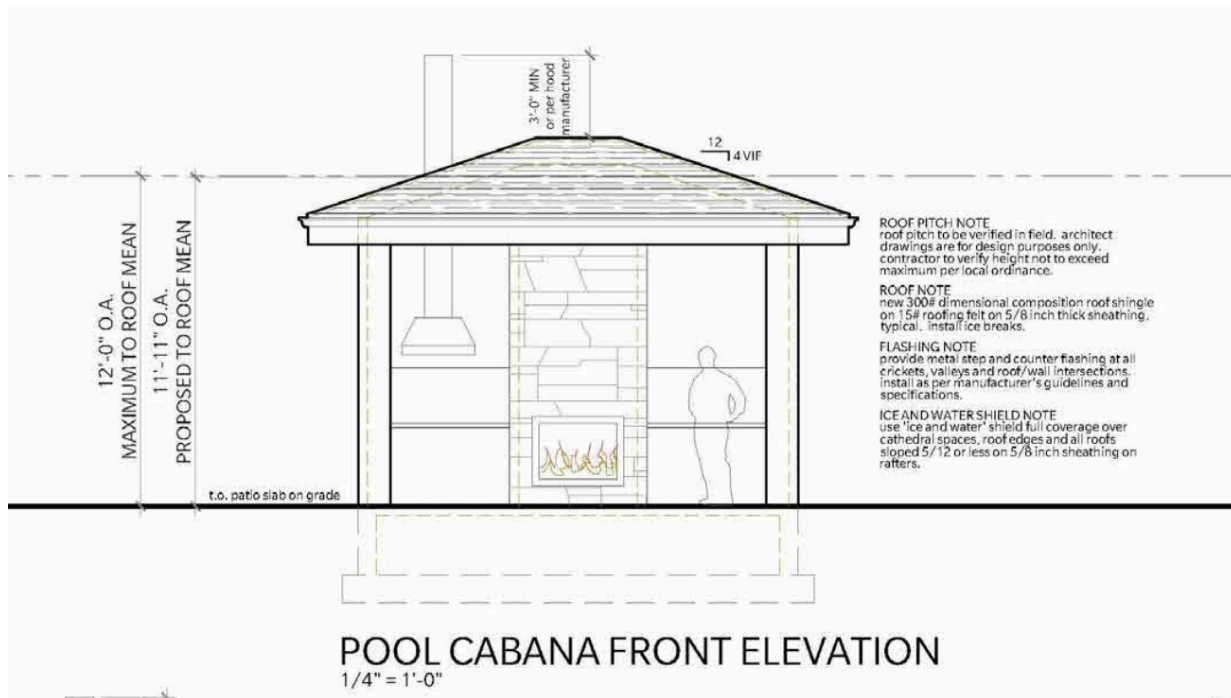 3'-0" MIN
or per hood
manufacturer
12
4 VIF
12'-0" O.A.
MAXIMUM TO ROOF MEAN
11'-11" O.A.
PROPOSED TO ROOF MEAN
ROOF PITCH NOTE
roof pitch to be verified in field. architect
drawings are for design purposes only.
contractor to verify height not to exceed
maximum per local ordinance.
ROOF NOTE
new 300# dimensional composition roof shingle
on 15# roofing felt on 5/8 inch thick sheathing.
typical. install ice breaks.
FLASHING NOTE
provide metal step and counter flashing at all
crickets, valleys and roof/wall intersections.
install as per manufacturer's guidelines and
specifications.
ICE AND WATER SHIELD NOTE
use 'ice and water' shield full coverage over
cathedral spaces, roof edges and all roofs
sloped 5/12 or less on 5/8 inch sheathing on
rafters.
t.o. patio slab on grade
POOL CABANA FRONT ELEVATION
1/4" = 1'-0"